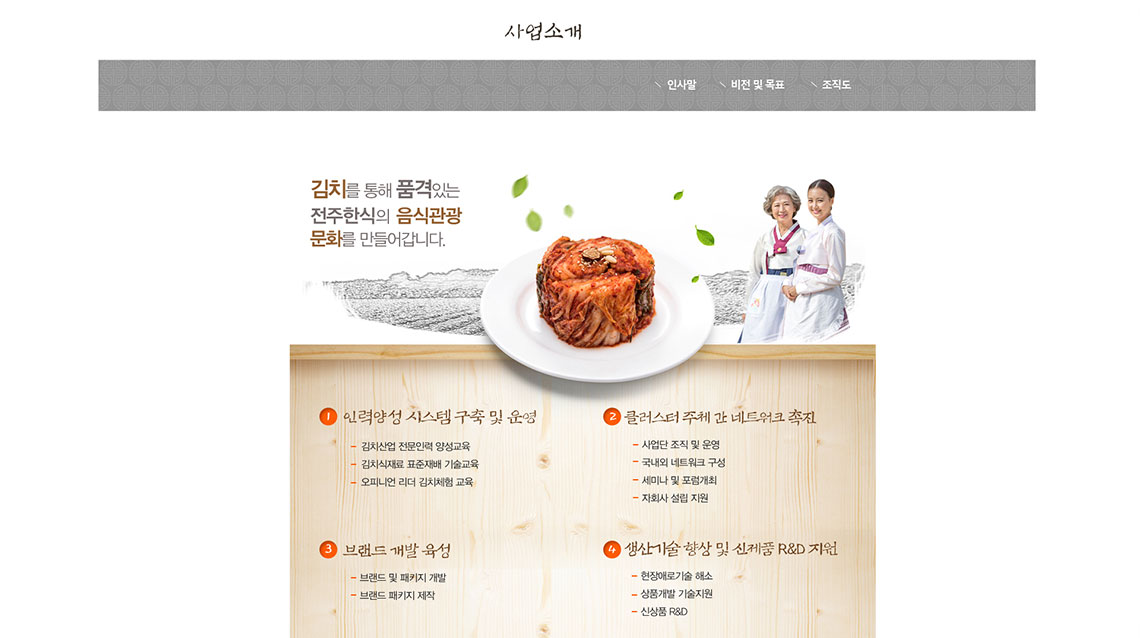 사업소개
인사말
비전 및 목표
조직도
김치를 통해 품격있는
전주한식의 음식관광
문화를 만들어갑니다.
1 인력양성 시스템 구축 및 운영
- 김치산업 전문인력 양성교육
- 김치식재료 표준재배 기술교육
- 오피니언 리더 김치체험 교육
2 클러스터 주체 간 네트워크 촉진
- 사업단 조직 및 운영
- 국내외 네트워크 구성
- 세미나 및 포럼개최
- 자회사 설립 지원
3 브랜드 개발 육성
- 브랜드 및 패키지 개발
- 브랜드 패키지 제작
4 생산기술 향상 및 신제품 R&D 지원
- 현장애로기술 해소
- 상품개발 기술지원
- 신상품 R&D